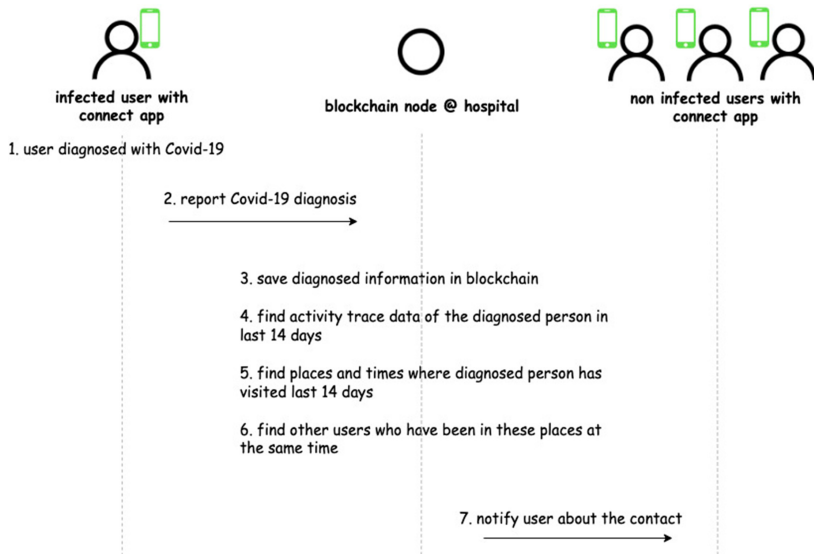 infected user with
connect app
blockchain node @ hospital
non infected users with
connect app
1. user diagnosed with Covid-19
2. report Covid-19 diagnosis
3. save diagnosed information in blockchain
4. find activity trace data of the diagnosed person in
last 14 days
5. find places and times where diagnosed person has
visited last 14 days
6. find other users who have been in these places at
the same time
7. notify user about the contact